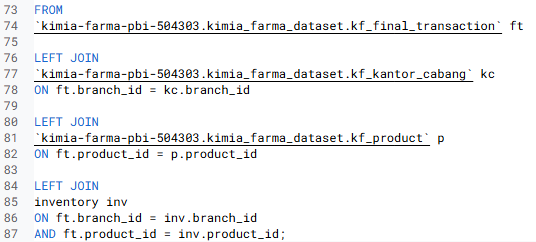 73 FROM
74 `kimia-farma-pbi-504303.kimia_farma_dataset.kf_final_transaction` ft
75
76 LEFT JOIN
77 `kimia-farma-pbi-504303.kimia_farma_dataset.kf_kantor_cabang` kc
78 ON ft.branch_id = kc.branch_id
79
80 LEFT JOIN
81 `kimia-farma-pbi-504303.kimia_farma_dataset.kf_product` p
82 ON ft.product_id = p.product_id
83
84 LEFT JOIN
85 inventory inv
86 ON ft.branch_id = inv.branch_id
87 AND ft.product_id = inv.product_id;